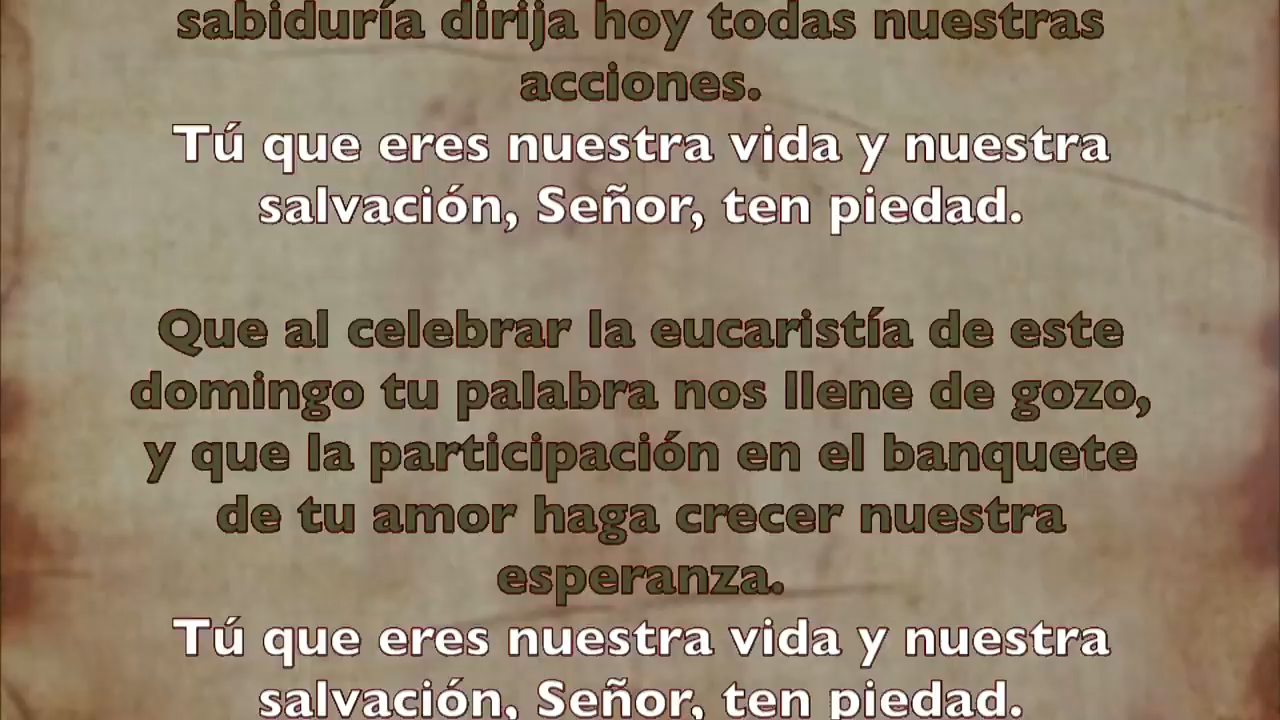 sabiduría dirija hoy todas nuestras
acciones.
Tú que eres nuestra vida y nuestra
salvación, Señor, ten piedad.
Que al celebrar la eucaristía de este
domingo tu palabra nos llene de gozo,
y que la participación en el banquete
de tu amor haga crecer nuestra
esperanza.
Tú que eres nuestra vida y nuestra
salvación, Señor, ten piedad.